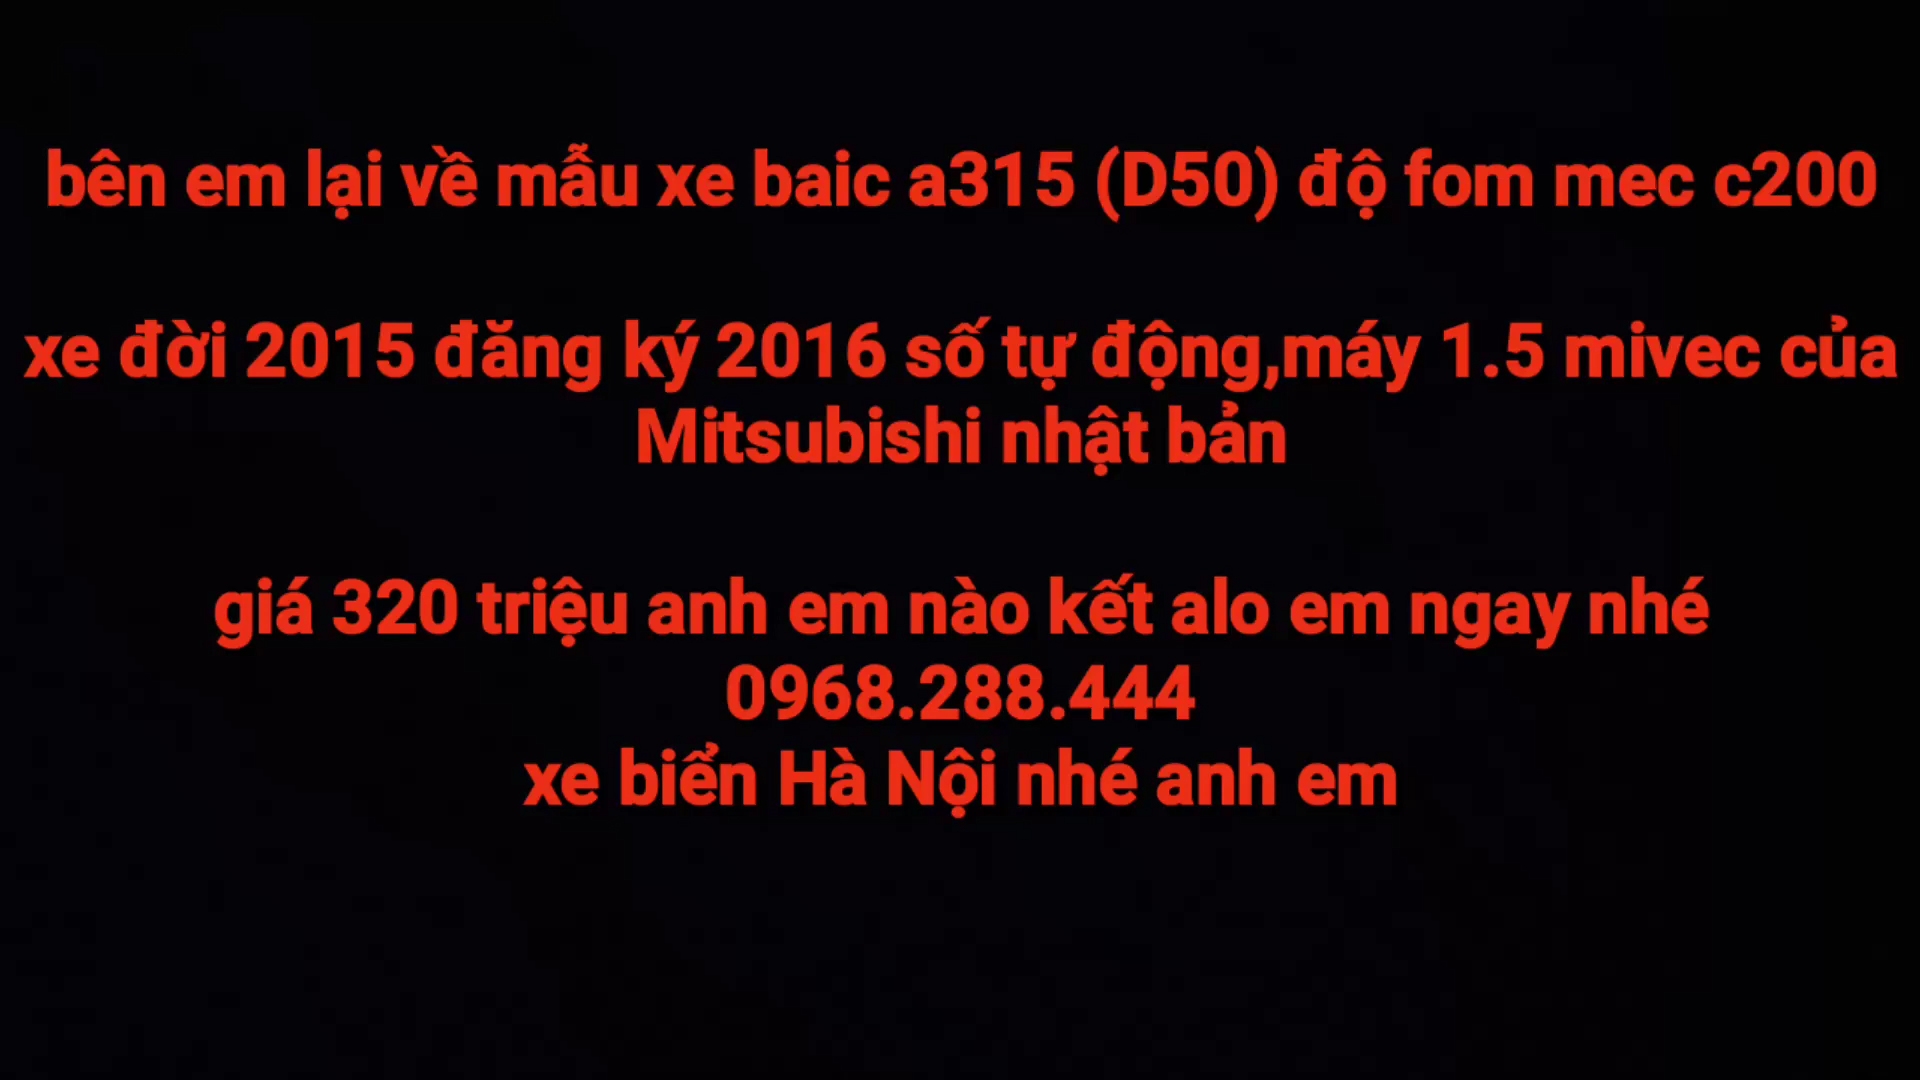 bên em lại về mẫu xe baic a315 (D50) độ fom mec c200
xe đời 2015 đăng ký 2016 số tự động,máy 1.5 mivec của
Mitsubishi nhật bản
giá 320 triệu anh em nào kết alo em ngay nhé
0968.288.444
xe biển Hà Nội nhé anh em